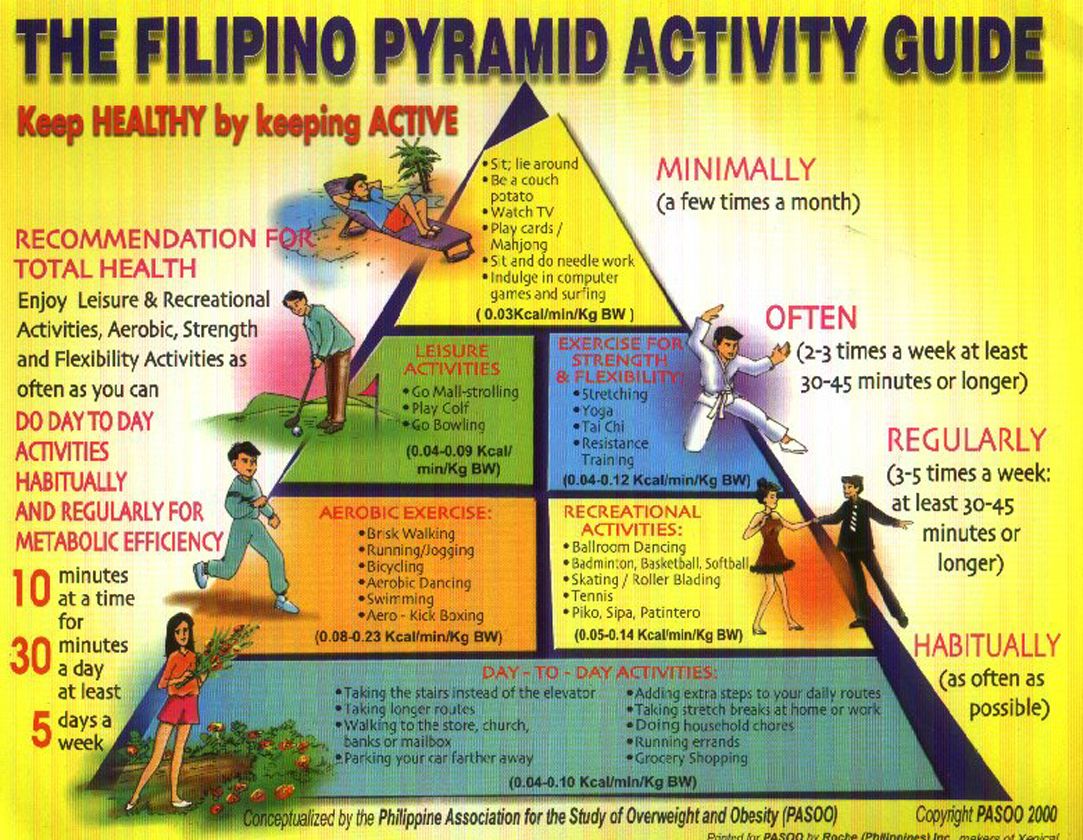 THE FILIPINO PYRAMID ACTIVITY GUIDE
Keep HEALTHY by keeping ACTIVE
• Sit; lie around
• Be a couch
potato
• Watch TV
• Play cards /
Mahjong
• Sit and do needle work
• Indulge in computer
games and surfing
( 0.03Kcal/min/Kg BW )
MINIMALLY
(a few times a month)
RECOMMENDATION FOR
TOTAL HEALTH
Enjoy Leisure & Recreational
Activities, Aerobic, Strength
and Flexibility Activities as
often as you can
DO DAY TO DAY
ACTIVITIES
HABITUALLY
AND REGULARLY FOR
METABOLIC EFFICIENCY
10 minutes
at a time
for
30 minutes
a day
at least
5 days a
week
LEISURE
ACTIVITIES
• Go Mall-strolling
• Play Golf
• Go Bowling
(0.04-0.09 Kcal/
min/Kg BW)
EXERCISE FOR
STRENGTH
& FLEXIBILITY:
• Stretching
• Yoga
• Tai Chi
• Resistance
Training
(0.04-0.12 Kcal/min/Kg BW)
OFTEN
(2-3 times a week at least
30-45 minutes or longer)
AEROBIC EXERCISE:
• Brisk Walking
• Running/Jogging
• Bicycling
• Aerobic Dancing
• Swimming
• Aero - Kick Boxing
(0.08-0.23 Kcal/min/Kg BW)
RECREATIONAL
ACTIVITIES:
• Ballroom Dancing
• Badminton, Basketball, Softball
• Skating / Roller Blading
• Tennis
• Piko, Sipa, Patintero
(0.05-0.14 Kcal/min/Kg BW)
REGULARLY
(3-5 times a week:
at least 30-45
minutes or
longer)
DAY - TO - DAY ACTIVITIES:
• Taking the stairs instead of the elevator
• Taking longer routes
• Walking to the store, church,
banks or mailbox
• Parking your car farther away
• Adding extra steps to your daily routes
• Taking stretch breaks at home or work
• Doing household chores
• Running errands
• Grocery Shopping
(0.04-0.10 Kcal/min/Kg BW)
HABITUALLY
(as often as
possible)
Conceptualized by the Philippine Association for the Study of Overweight and Obesity (PASOO)
Copyright PASOO 2000
Printed for PASOO by Roche (Philippines) Inc. makers of Xenical